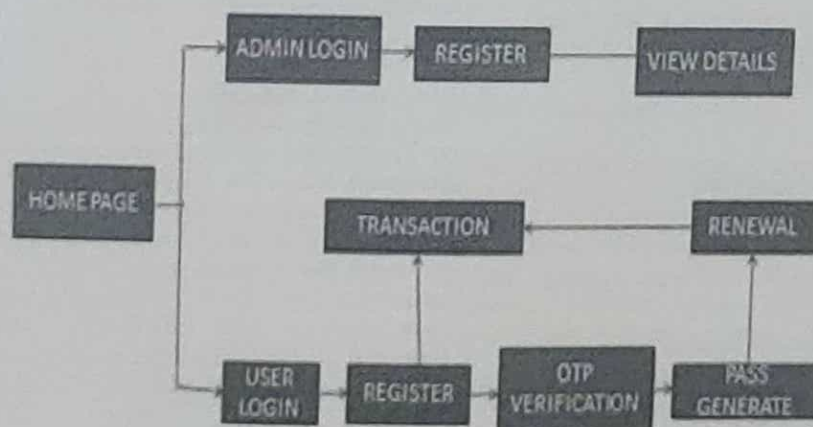 ADMIN LOGIN
REGISTER
VIEW DETAILS
HOME PAGE
TRANSACTION
RENEWAL
USER
LOGIN
REGISTER
OTP
VERIFICATION
PASS
GENERATE